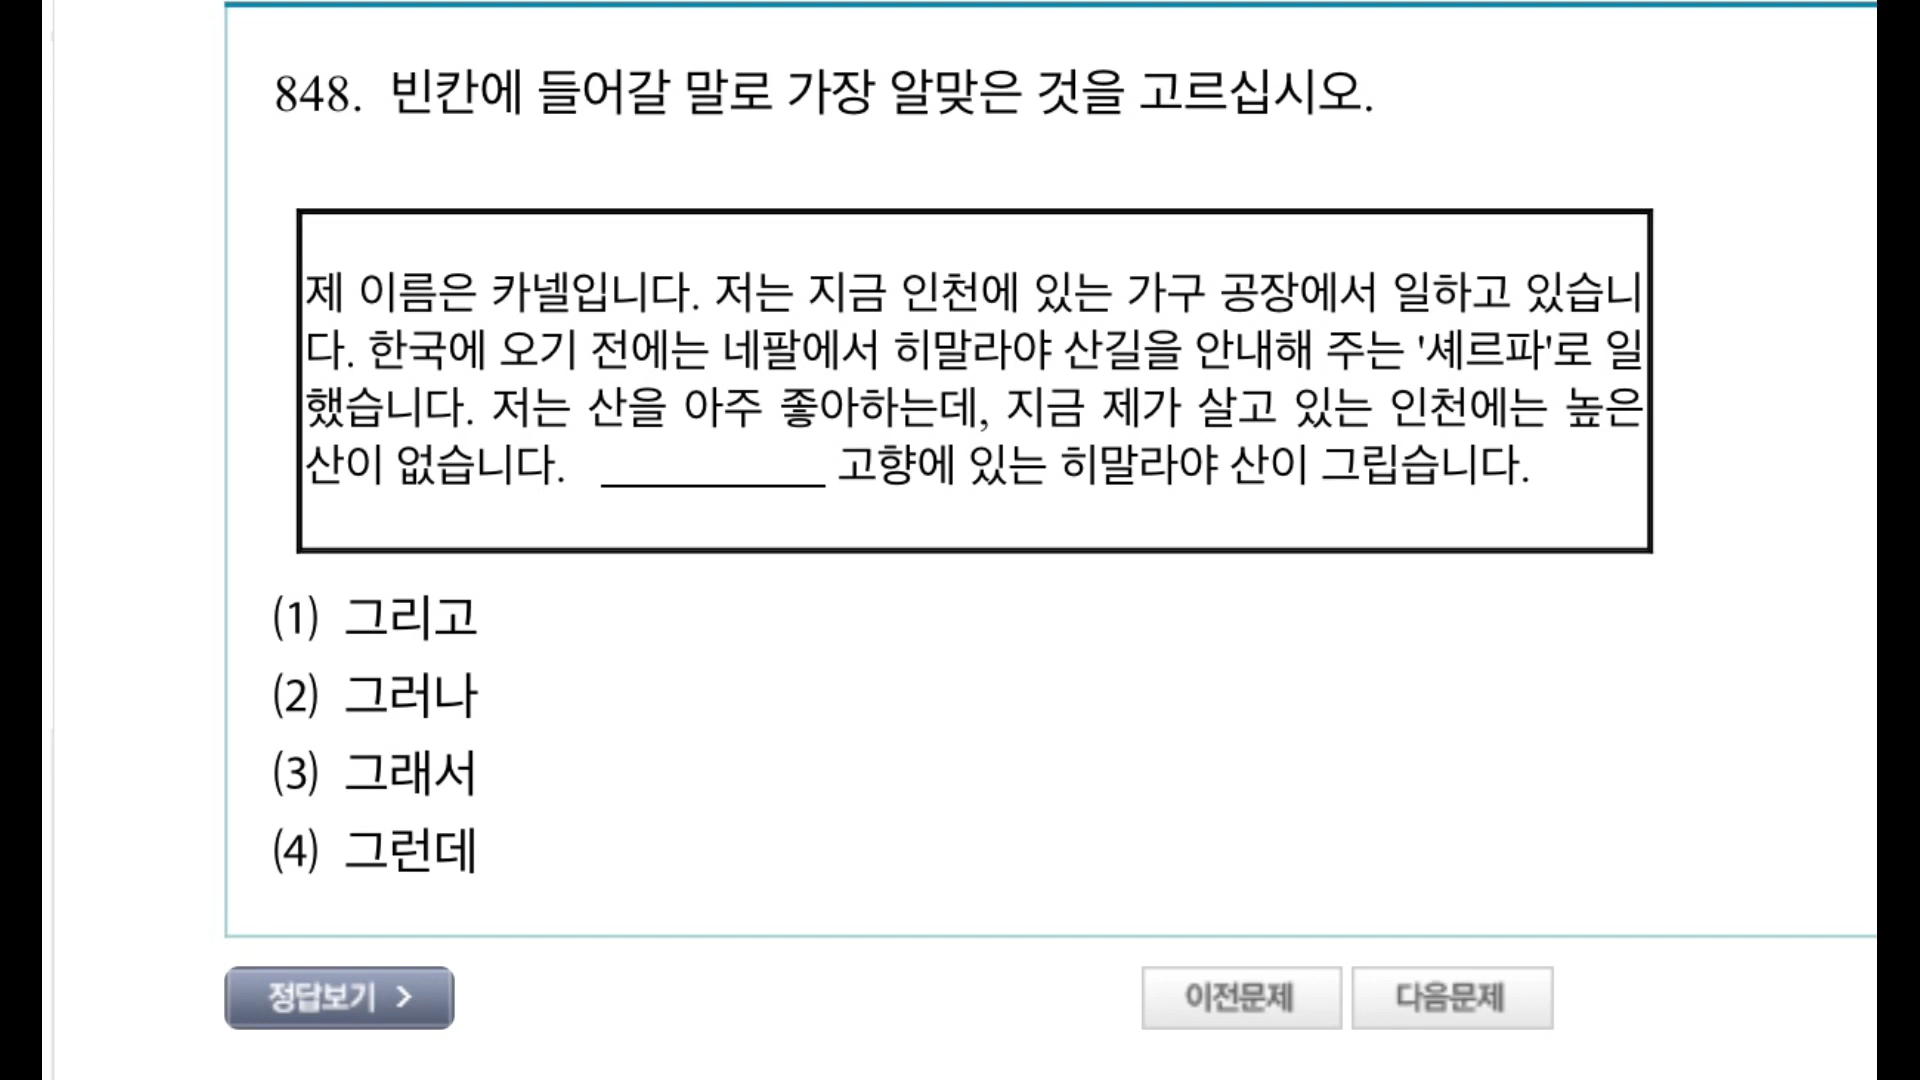 848. 빈칸에 들어갈 말로 가장 알맞은 것을 고르십시오.
제 이름은 카넬입니다. 저는 지금 인천에 있는 가구 공장에서 일하고 있습니
다. 한국에 오기 전에는 네팔에서 히말라야 산길을 안내해 주는 '셰르파'로 일
했습니다. 저는 산을 아주 좋아하는데, 지금 제가 살고 있는 인천에는 높은
산이 없습니다. __________ 고향에 있는 히말라야 산이 그립습니다.
(1) 그리고
(2) 그러나
(3) 그래서
(4) 그런데
정답보기 >
이전문제
다음문제